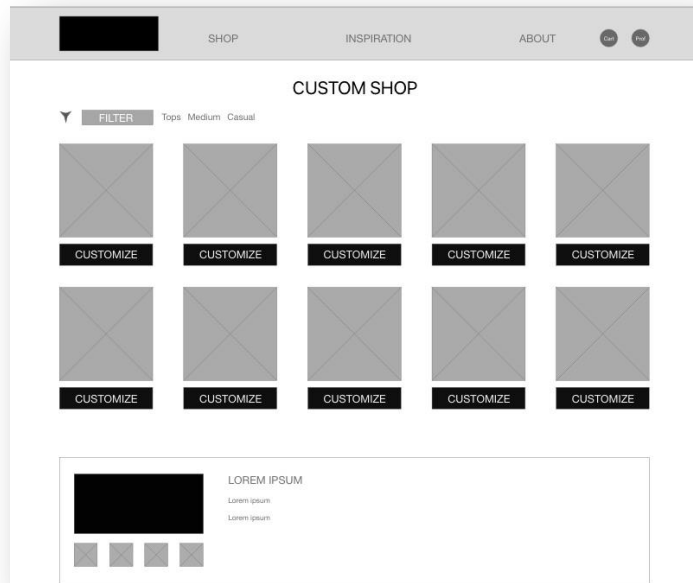 SHOP INSPIRATION ABOUT Cart Prof
CUSTOM SHOP
FILTER Tops Medium Casual
CUSTOMIZE CUSTOMIZE CUSTOMIZE CUSTOMIZE CUSTOMIZE
CUSTOMIZE CUSTOMIZE CUSTOMIZE CUSTOMIZE CUSTOMIZE
LOREM IPSUM
Lorem ipsum
Lorem ipsum